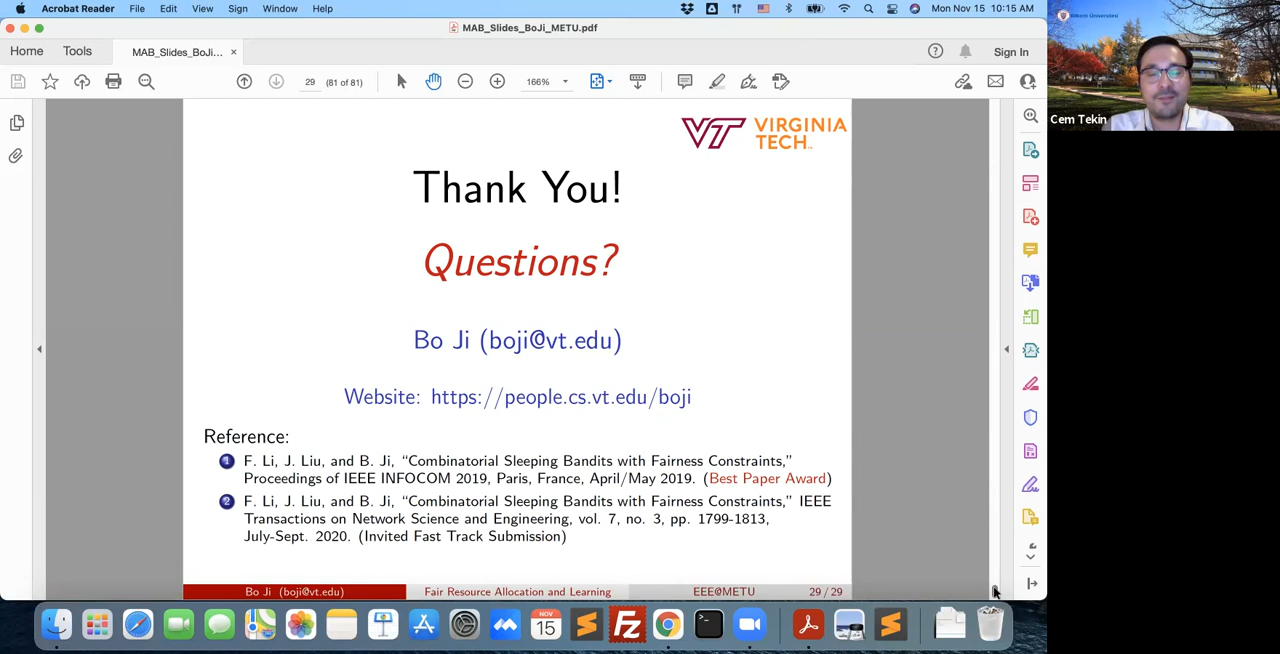 Acrobat Reader File Edit View Sign Window Help
Mon Nov 15 10:15 AM
MAB_Slides_BoJi_METU.pdf
Home Tools MAB_Slides_BoJi... × Sign In
29 (81 of 81) 166%
VT VIRGINIA
TECH
Thank You!
Questions?
Bo Ji (boji@vt.edu)
Website: https://people.cs.vt.edu/boji
Reference:
1 F. Li, J. Liu, and B. Ji, “Combinatorial Sleeping Bandits with Fairness Constraints,”
Proceedings of IEEE INFOCOM 2019, Paris, France, April/May 2019. (Best Paper Award)
2 F. Li, J. Liu, and B. Ji, “Combinatorial Sleeping Bandits with Fairness Constraints,” IEEE
Transactions on Network Science and Engineering, vol. 7, no. 3, pp. 1799-1813,
July-Sept. 2020. (Invited Fast Track Submission)
Bo Ji (boji@vt.edu) Fair Resource Allocation and Learning EEE@METU 29 / 29
Bilkent Üniversitesi
Cem Tekin
NOV
15
Fz